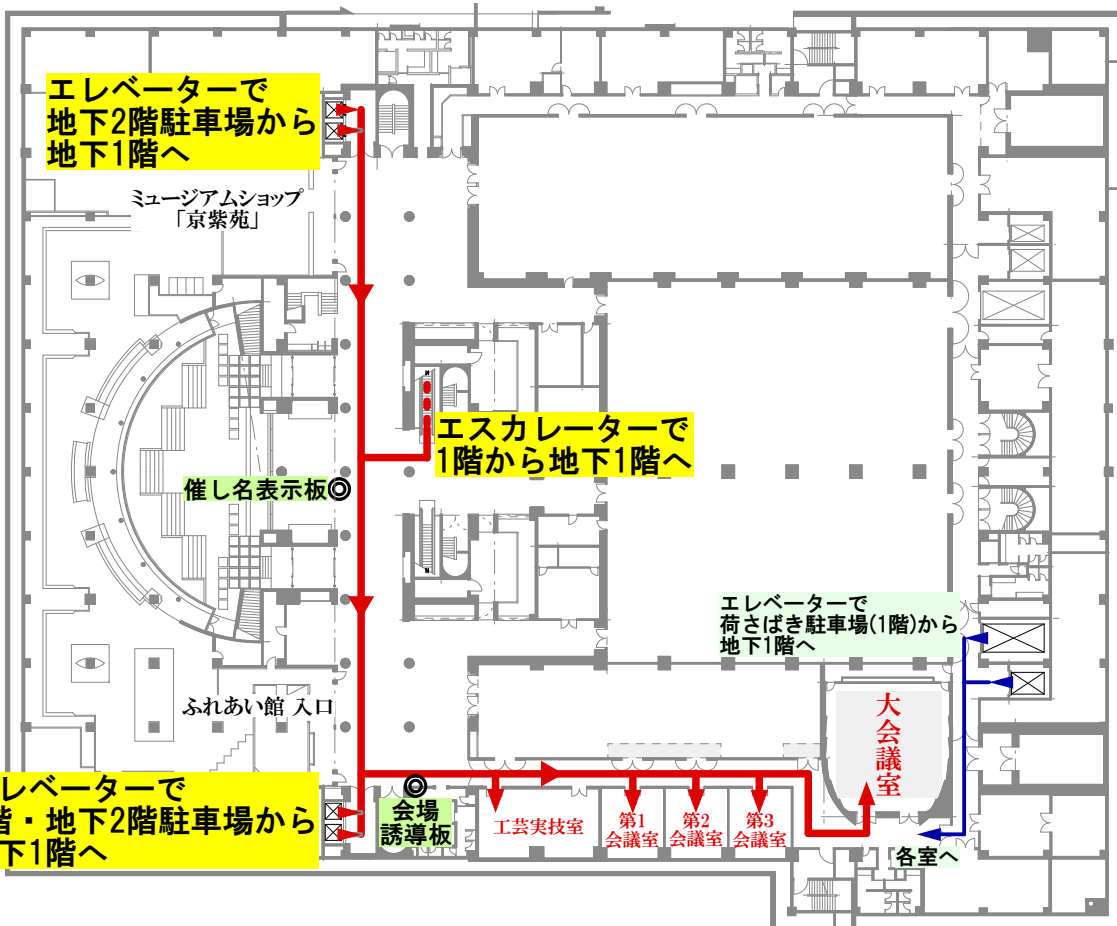 エレベーターで
地下2階駐車場から
地下1階へ
ミュージアムショップ
「京紫苑」
エスカレーターで
1階から地下1階へ
催し名表示板
エレベーターで
荷さばき駐車場(1階)から
地下1階へ
ふれあい館 入口
大会議室
レベーターで
階・地下2階駐車場から
下1階へ
会場
誘導板
工芸実技室
第1
会議室
第2
会議室
第3
会議室
各室へ